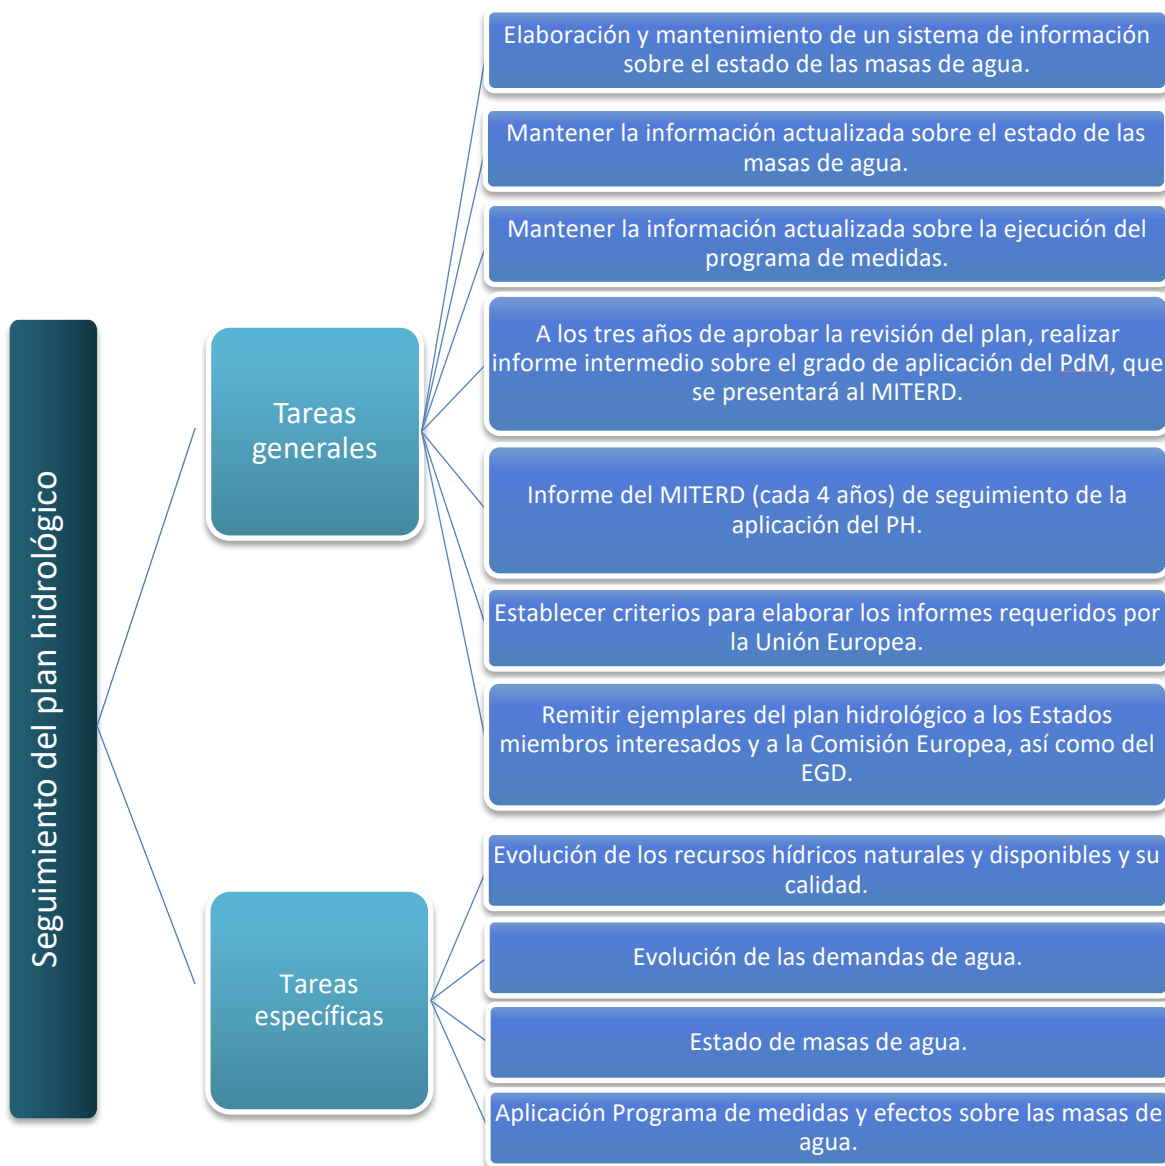 Seguimiento del plan hidrológico
Tareas
generales
Elaboración y mantenimiento de un sistema de información
sobre el estado de las masas de agua.
Mantener la información actualizada sobre el estado de las
masas de agua.
Mantener la información actualizada sobre la ejecución del
programa de medidas.
A los tres años de aprobar la revisión del plan, realizar
informe intermedio sobre el grado de aplicación del PdM, que
se presentará al MITERD.
Informe del MITERD (cada 4 años) de seguimiento de la
aplicación del PH.
Establecer criterios para elaborar los informes requeridos por
la Unión Europea.
Remitir ejemplares del plan hidrológico a los Estados
miembros interesados y a la Comisión Europea, así como del
EGD.
Tareas
específicas
Evolución de los recursos hídricos naturales y disponibles y su
calidad.
Evolución de las demandas de agua.
Estado de masas de agua.
Aplicación Programa de medidas y efectos sobre las masas de
agua.